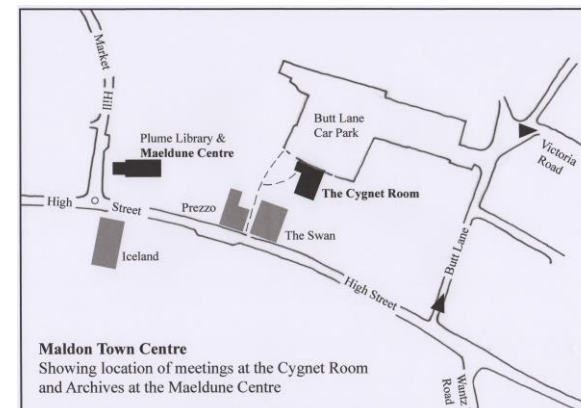 Market
Hill
Butt Lane
Car Park
Plume Library &
Maeldune Centre
Victoria
Road
The Cygnet Room
High
Street
Prezzo
The Swan
Iceland
Butt Lane
High Street
Wantz
Road
Maldon Town Centre
Showing location of meetings at the Cygnet Room
and Archives at the Maeldune Centre